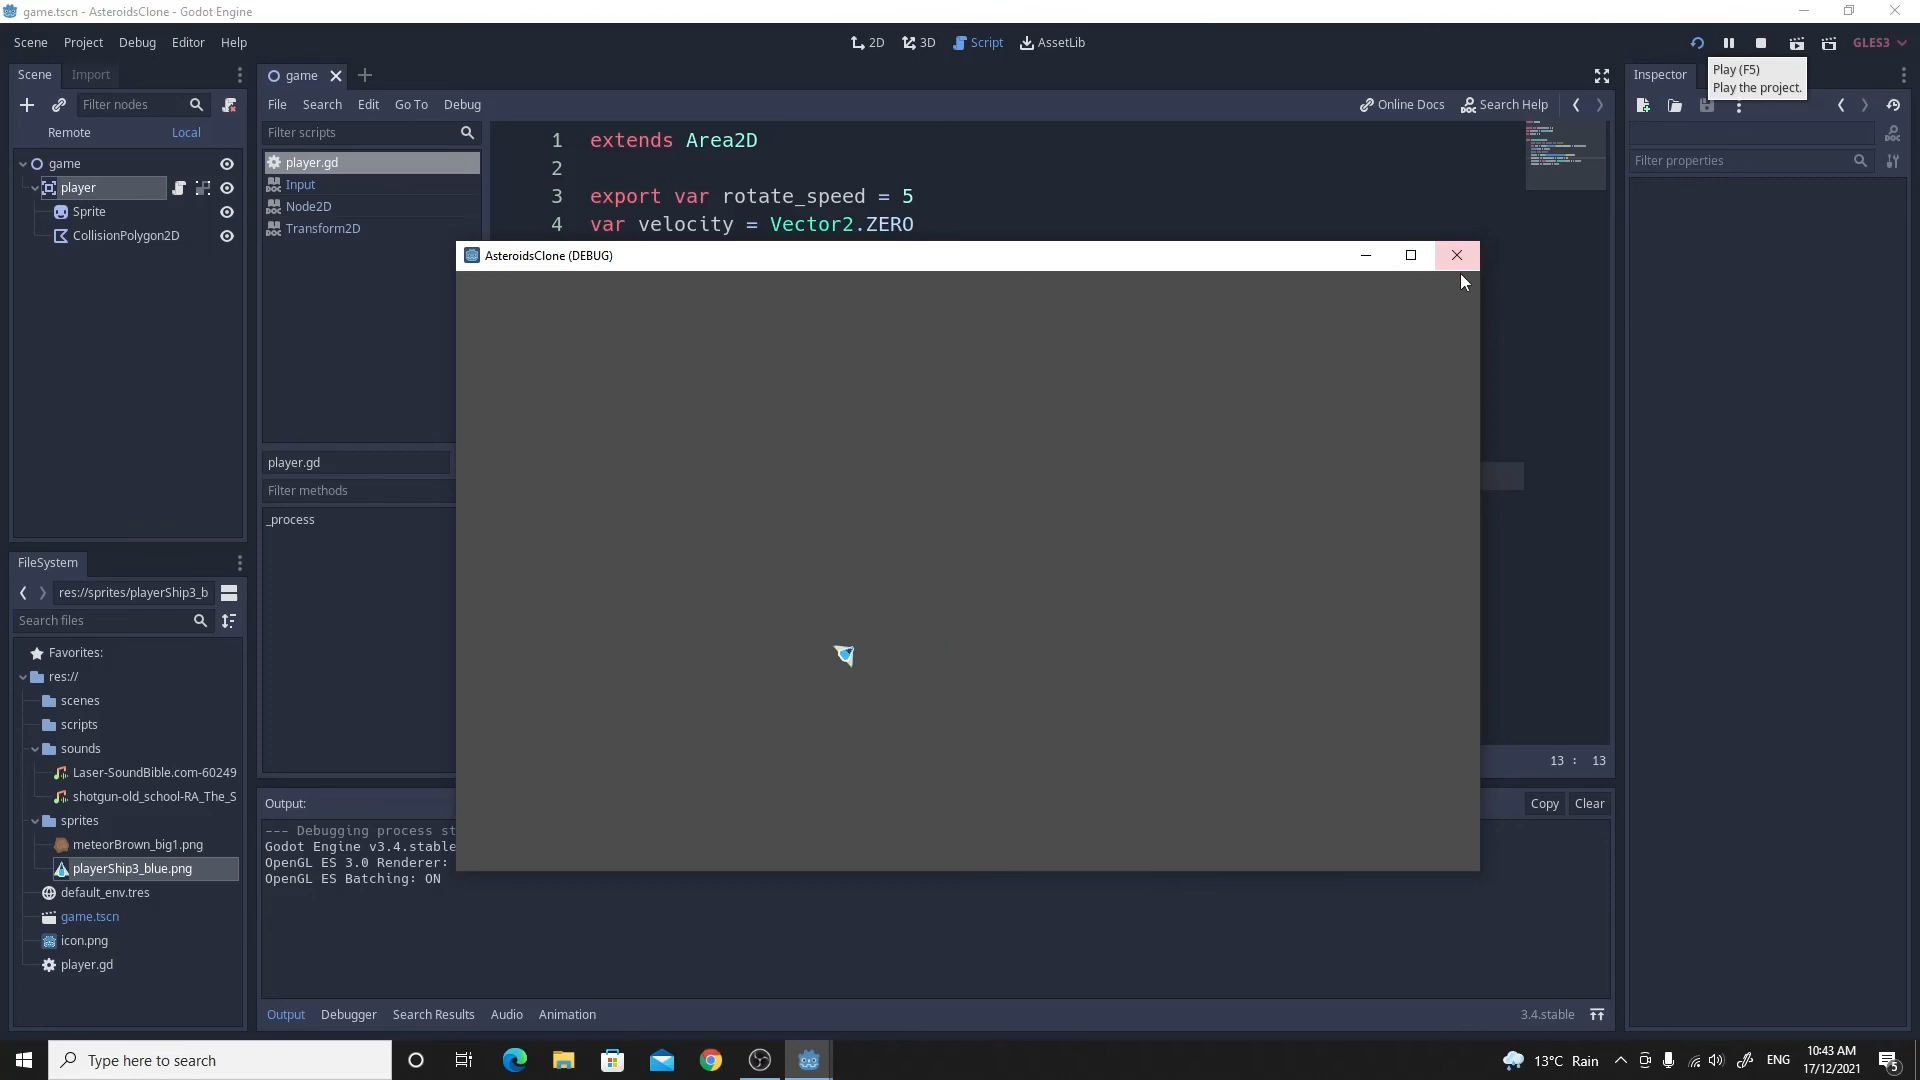 game.tscn - AsteroidsClone - Godot Engine
Scene Project Debug Editor Help
2D 3D Script AssetLib
GLES3
Scene Import
game
Inspector
Play (F5)
Play the project.
Filter nodes
File Search Edit Go To Debug
Online Docs Search Help
Remote Local
Filter scripts
Filter properties
game
player
Sprite
CollisionPolygon2D
player.gd
Input
Node2D
Transform2D
1 extends Area2D
2
3 export var rotate_speed = 5
4 var velocity = Vector2.ZERO
AsteroidsClone (DEBUG)
player.gd
Filter methods
_process
13 : 13
FileSystem
res://sprites/playerShip3_b
Search files
Favorites:
res://
scenes
scripts
sounds
Laser-SoundBible.com-60249
shotgun-old_school-RA_The_S
sprites
meteorBrown_big1.png
playerShip3_blue.png
default_env.tres
game.tscn
icon.png
player.gd
Output:
Copy Clear
--- Debugging process st
Godot Engine v3.4.stable
OpenGL ES 3.0 Renderer:
OpenGL ES Batching: ON
Output Debugger Search Results Audio Animation
3.4.stable
Type here to search
13°C Rain
ENG
10:43 AM
17/12/2021
5